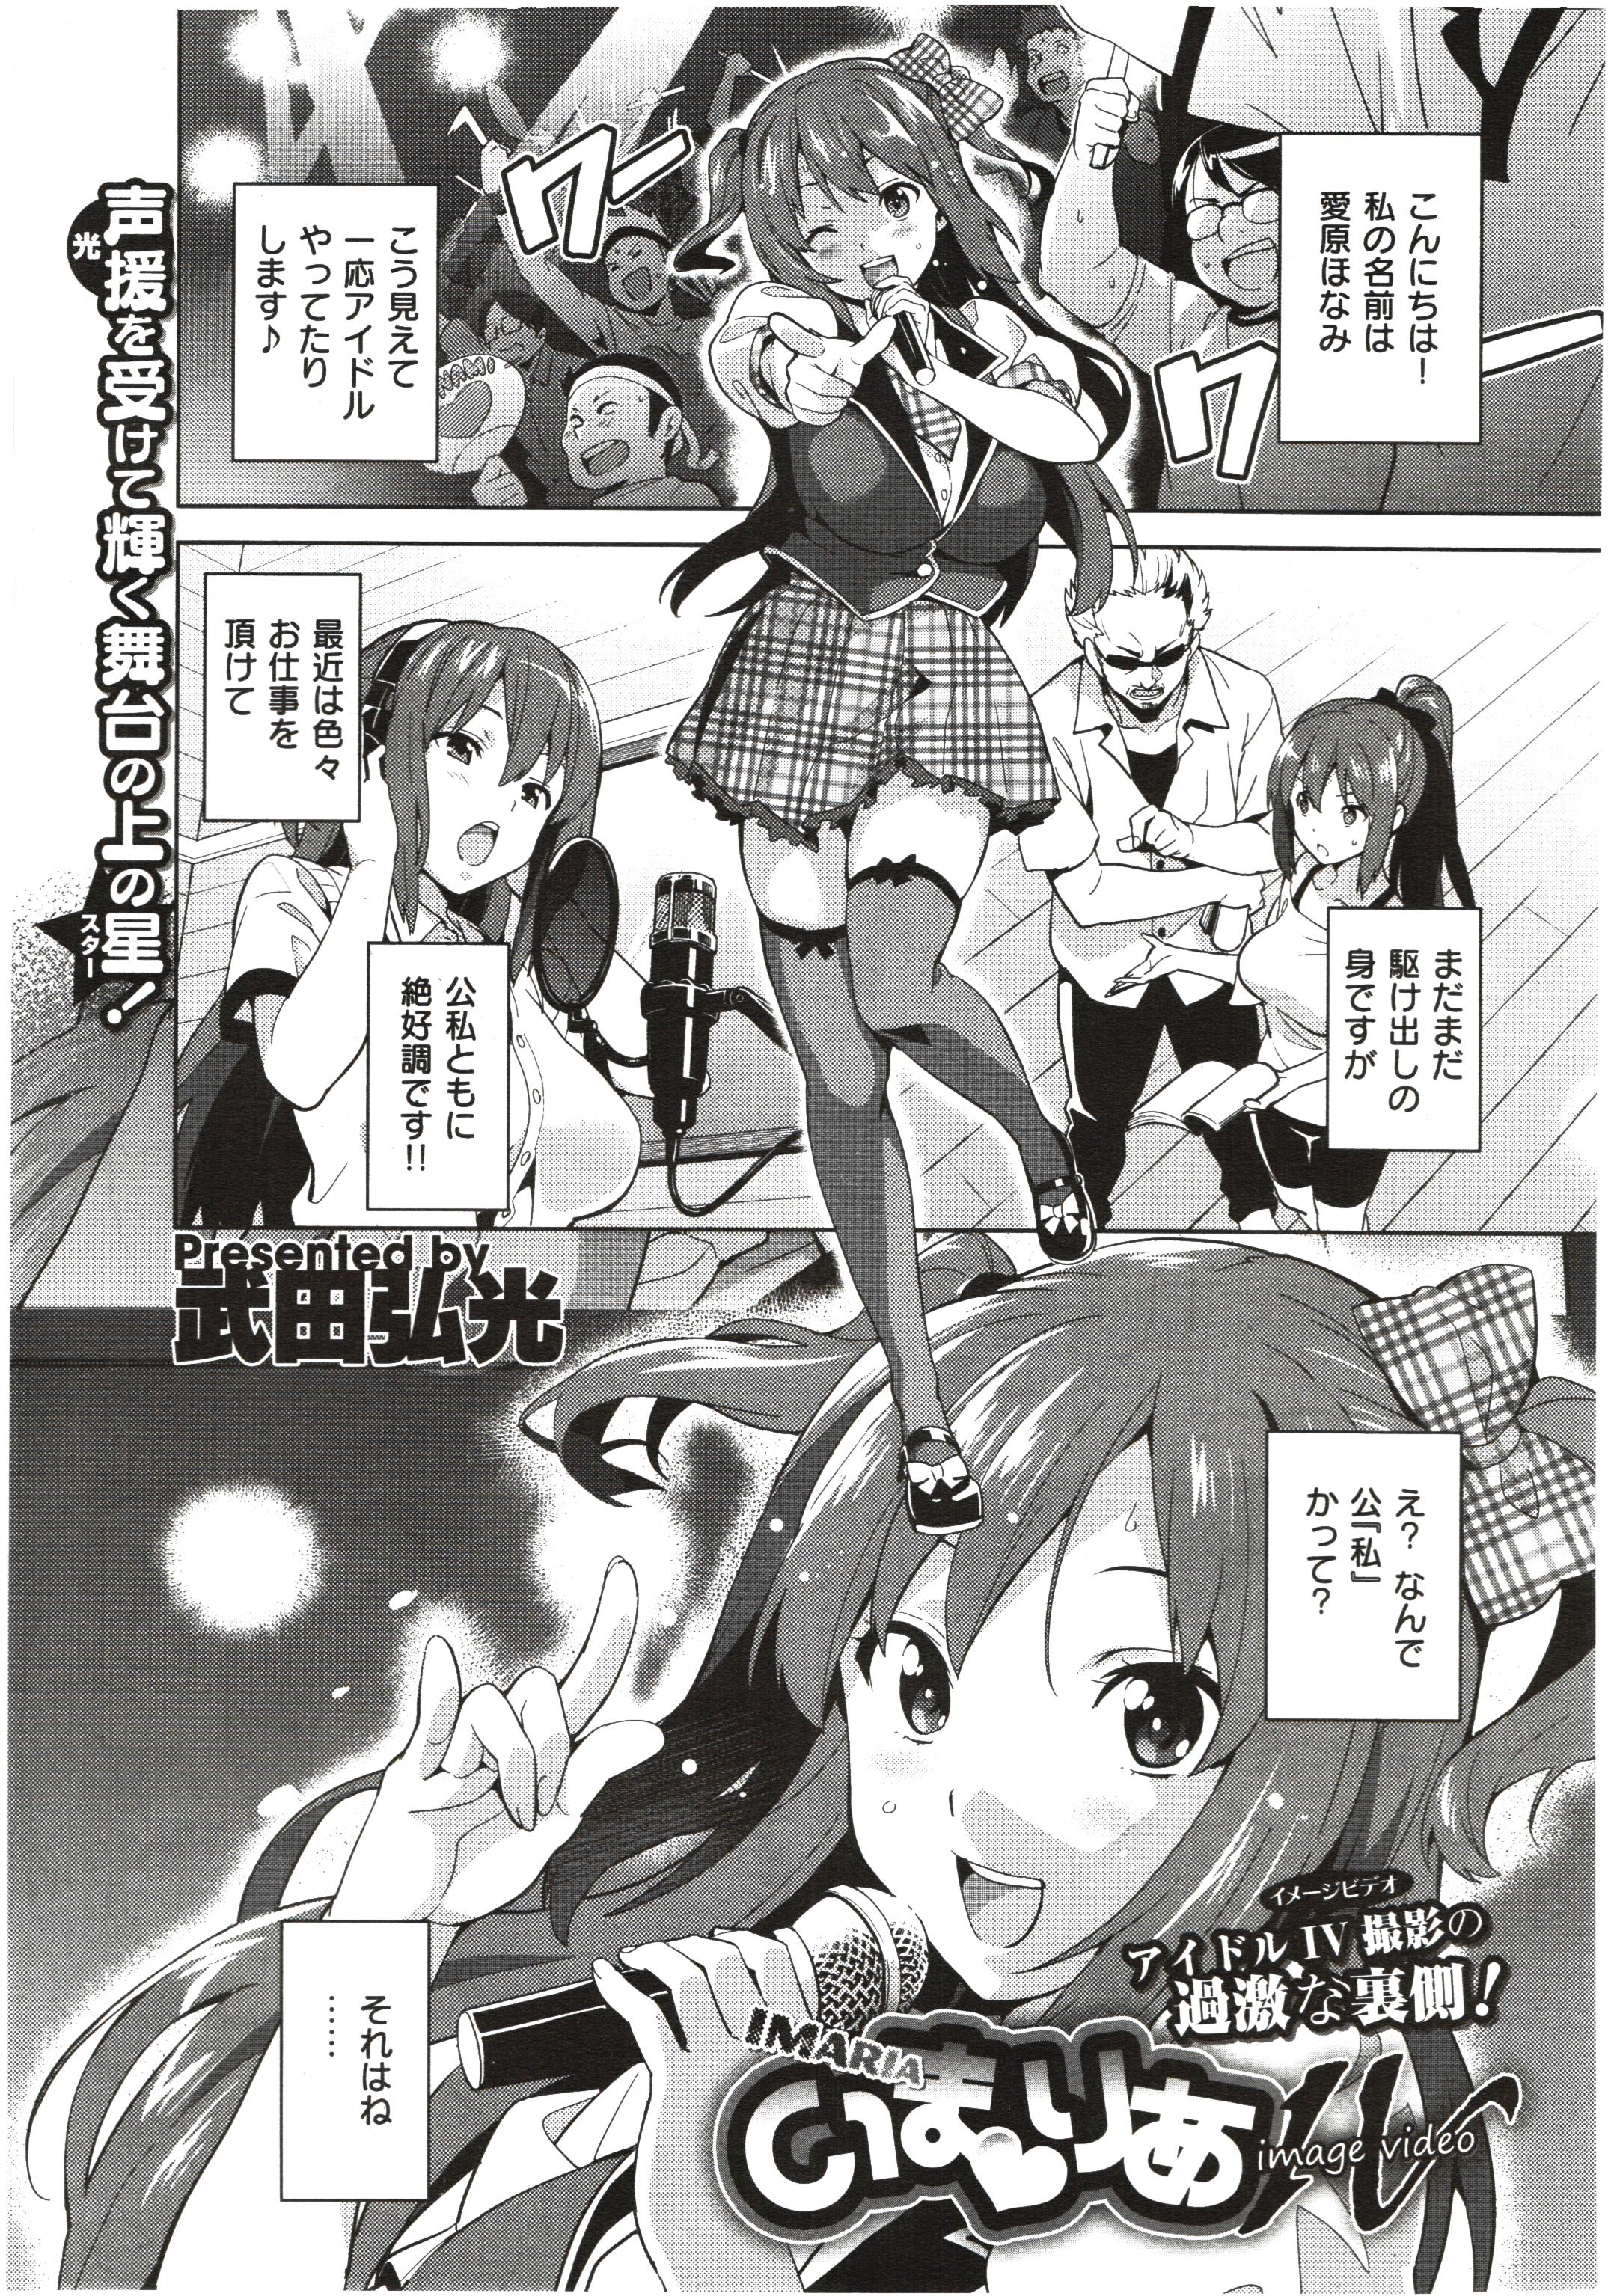 こんにちは！
私の名前は
愛原ほなみ
ワー
ワー
こう見えて
一応アイドル
やってたり
します♪
NAMI
声援を受けて輝く舞台の上の星！
光
スター
まだまだ
駆け出しの
身ですが
最近は色々
お仕事を
頂けて
公私ともに
絶好調です!!
Presented by
武田弘光
え？なんで
公『私』
かって？
それはね
……
イメージビデオ
アイドルIV撮影の
過激な裏側！
IMARIA
いまりあ
image video